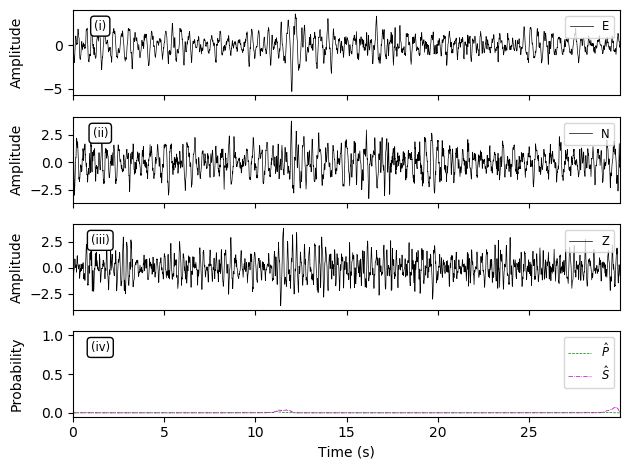 (i)
E
Amplitude
0
−5
(ii)
N
Amplitude
2.5
0.0
−2.5
(iii)
Z
Amplitude
2.5
0.0
−2.5
(iv)
P̂
Ŝ
Probability
1.0
0.5
0.0
0 5 10 15 20 25
Time (s)